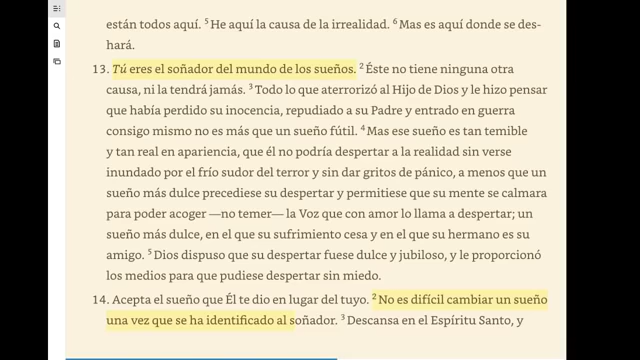 están todos aquí. ⁵ He aquí la causa de la irrealidad. ⁶ Mas es aquí donde se des-
hará.
13. Tú eres el soñador del mundo de los sueños. ² Éste no tiene ninguna otra
causa, ni la tendrá jamás. ³ Todo lo que aterrorizó al Hijo de Dios y le hizo pensar
que había perdido su inocencia, repudiado a su Padre y entrado en guerra
consigo mismo no es más que un sueño fútil. ⁴ Mas ese sueño es tan temible
y tan real en apariencia, que él no podría despertar a la realidad sin verse
inundado por el frío sudor del terror y sin dar gritos de pánico, a menos que un
sueño más dulce precediese su despertar y permitiese que su mente se calmara
para poder acoger —no temer— la Voz que con amor lo llama a despertar; un
sueño más dulce, en el que su sufrimiento cesa y en el que su hermano es su
amigo. ⁵ Dios dispuso que su despertar fuese dulce y jubiloso, y le proporcionó
los medios para que pudiese despertar sin miedo.
14. Acepta el sueño que Él te dio en lugar del tuyo. ² No es difícil cambiar un sueño
una vez que se ha identificado al soñador. ³ Descansa en el Espíritu Santo, y